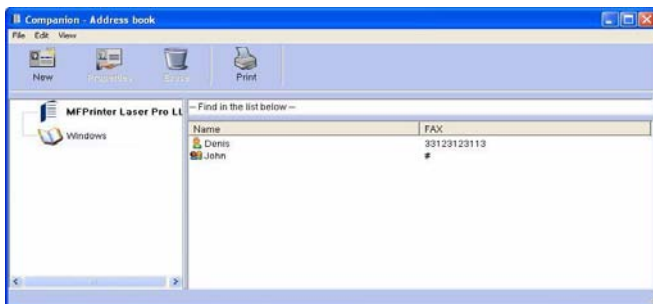 Companion - Address book
File Edit View
New Properties Erase Print
MFPrinter Laser Pro LL
Windows
-- Find in the list below --
Name FAX
Denis 33123123113
John #